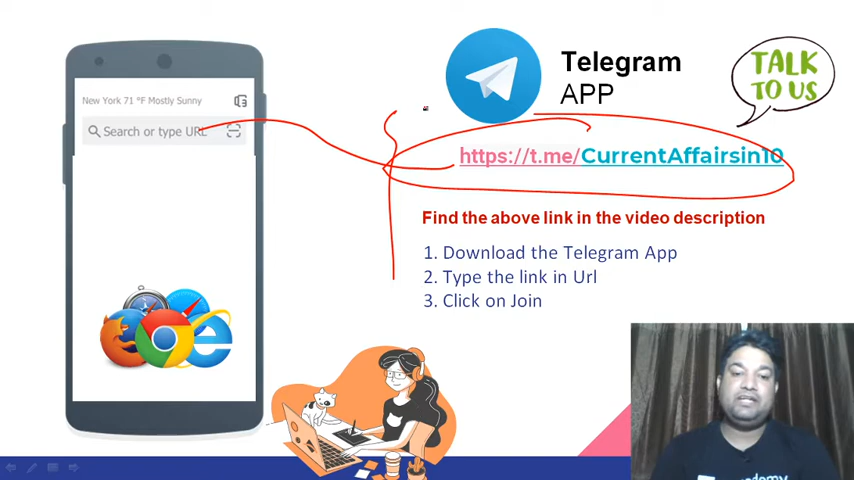 New York 71 °F Mostly Sunny
Search or type URL
Telegram
APP
TALK
TO US
https://t.me/CurrentAffairsin10
Find the above link in the video description
1. Download the Telegram App
2. Type the link in Url
3. Click on Join